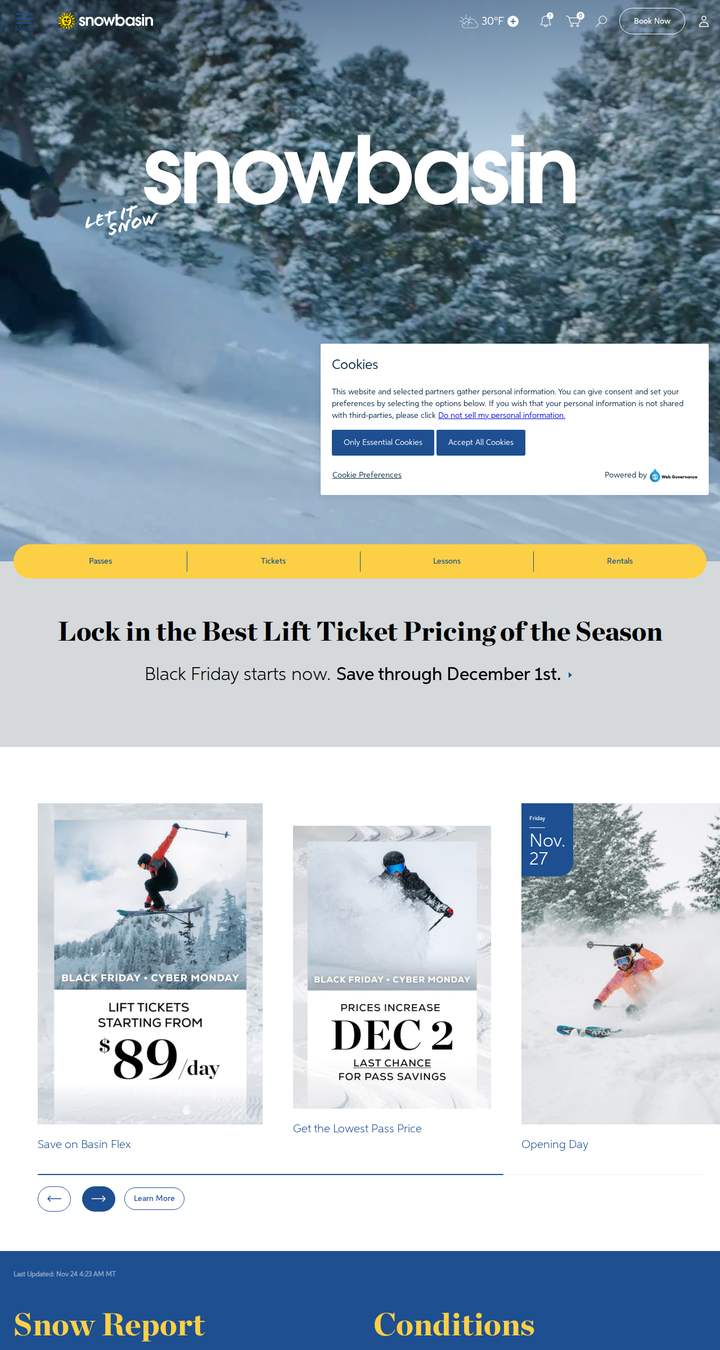 snowbasin
30°F
1
0
Book Now
snowbasin
LET IT
SNOW
Cookies
This website and selected partners gather personal information. You can give consent and set your
preferences by selecting the options below. If you wish that your personal information is not shared
with third-parties, please click Do not sell my personal information.
Only Essential Cookies
Accept All Cookies
Cookie Preferences
Powered by
Web Governance
Passes
Tickets
Lessons
Rentals
Lock in the Best Lift Ticket Pricing of the Season
Black Friday starts now. Save through December 1st.
BLACK FRIDAY • CYBER MONDAY
LIFT TICKETS
STARTING FROM
$89/day
Save on Basin Flex
BLACK FRIDAY • CYBER MONDAY
PRICES INCREASE
DEC 2
LAST CHANCE
FOR PASS SAVINGS
Get the Lowest Pass Price
Friday
Nov.
27
Opening Day
Learn More
Last Updated: Nov 24 4:23 AM MT
Snow Report
Conditions